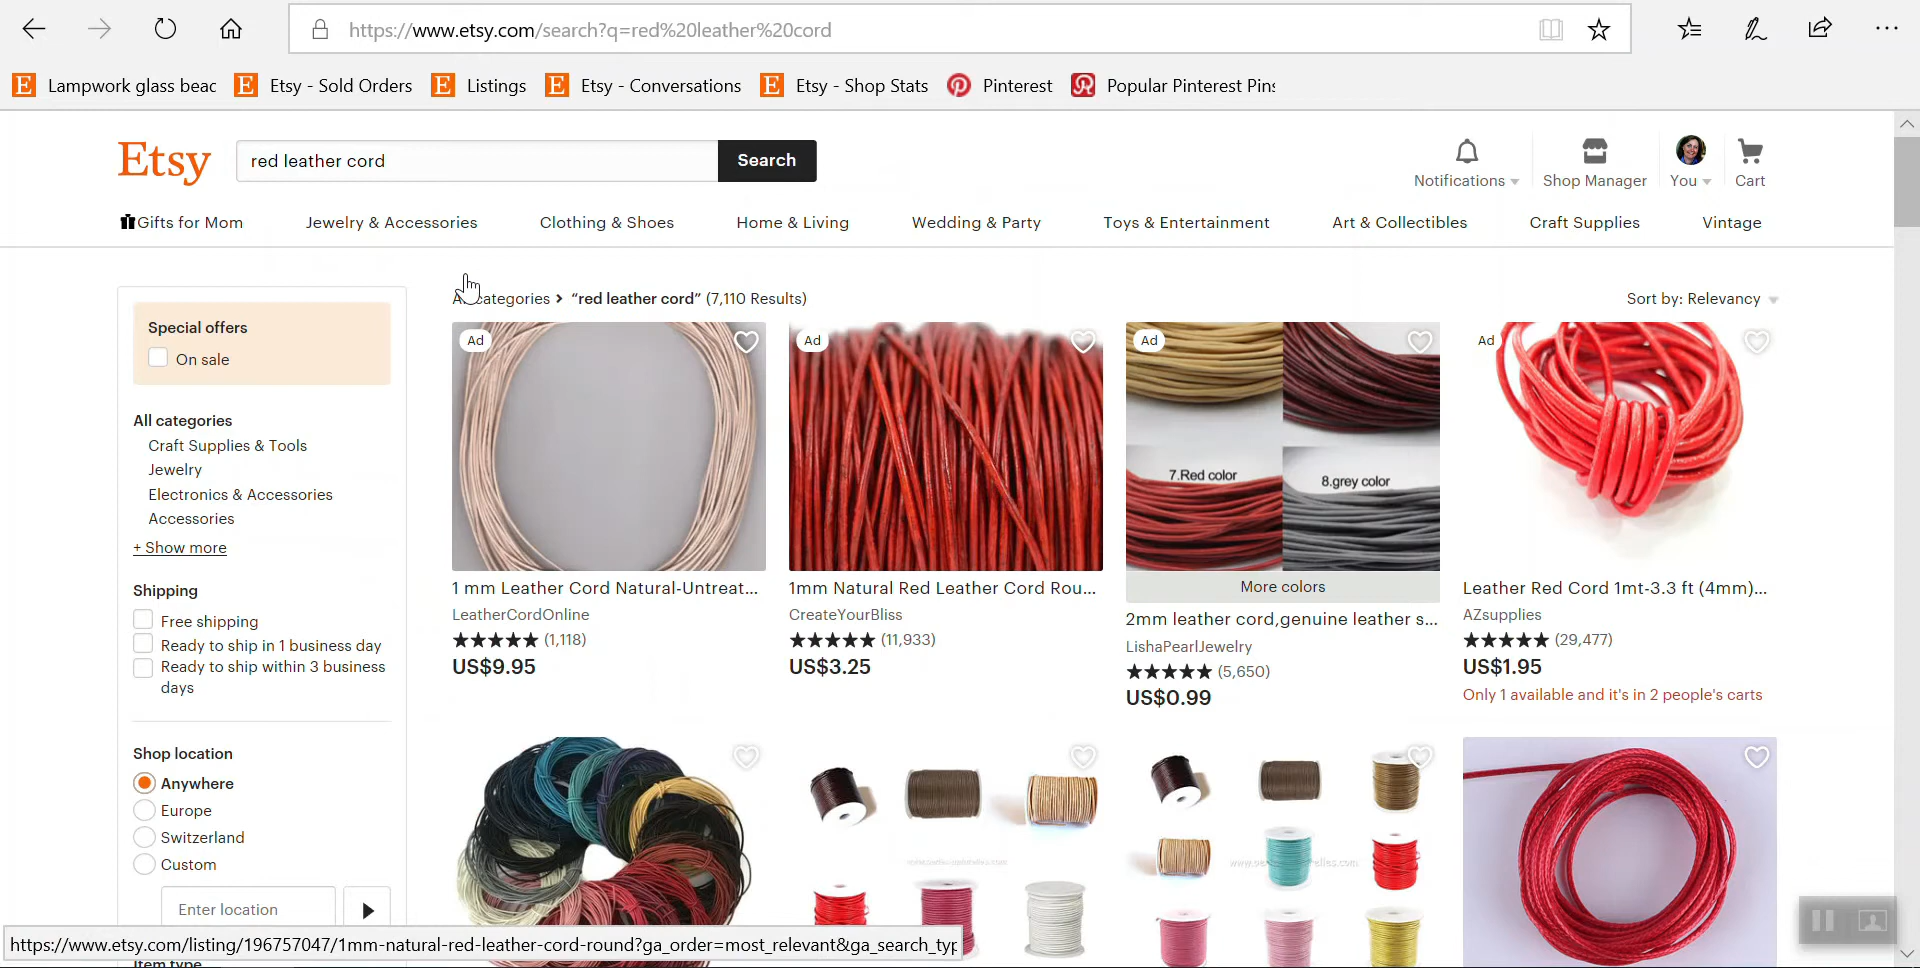 https://www.etsy.com/search?q=red%20leather%20cord
Lampwork glass beac
Etsy - Sold Orders
Listings
Etsy - Conversations
Etsy - Shop Stats
Pinterest
Popular Pinterest Pins
Etsy
red leather cord
Search
Notifications
Shop Manager
You
Cart
Gifts for Mom
Jewelry & Accessories
Clothing & Shoes
Home & Living
Wedding & Party
Toys & Entertainment
Art & Collectibles
Craft Supplies
Vintage
categories > “red leather cord” (7,110 Results)
Sort by: Relevancy
Special offers
On sale
All categories
Craft Supplies & Tools
Jewelry
Electronics & Accessories
Accessories
+ Show more
Shipping
Free shipping
Ready to ship in 1 business day
Ready to ship within 3 business
days
Shop location
Anywhere
Europe
Switzerland
Custom
Enter location
Item type
Ad
1 mm Leather Cord Natural-Untreat...
LeatherCordOnline
(1,118)
US$9.95
Ad
1mm Natural Red Leather Cord Rou...
CreateYourBliss
(11,933)
US$3.25
Ad
7.Red color
8.grey color
More colors
2mm leather cord,genuine leather s...
LishaPearlJewelry
(5,650)
US$0.99
Ad
Leather Red Cord 1mt-3.3 ft (4mm)...
AZsupplies
(29,477)
US$1.95
Only 1 available and it's in 2 people's carts
https://www.etsy.com/listing/196757047/1mm-natural-red-leather-cord-round?ga_order=most_relevant&ga_search_typ